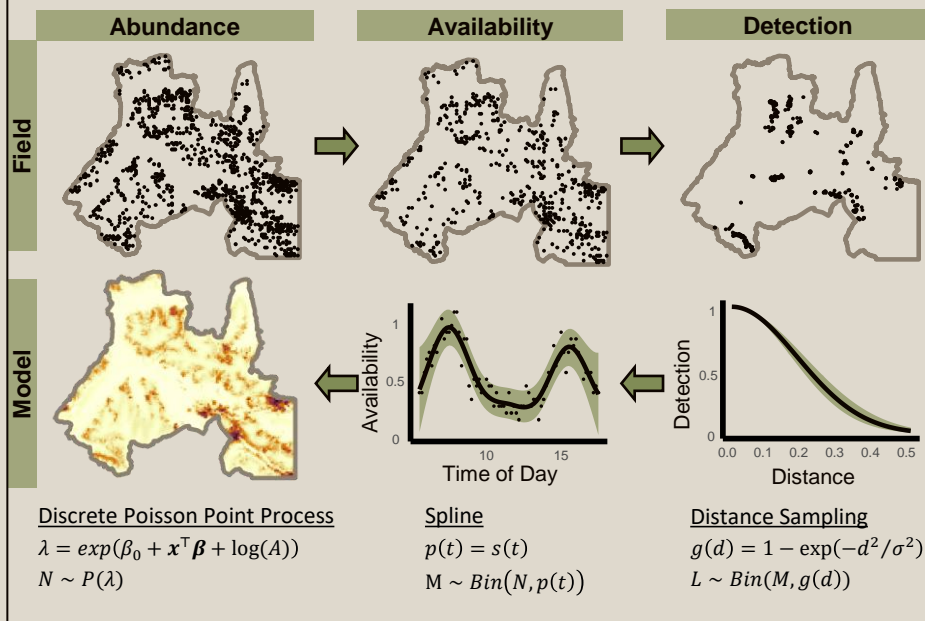 Abundance
Availability
Detection
Field
Model
Availability
1
0.5
0
10 15
Time of Day
Detection
1
0.5
0
0.0 0.1 0.2 0.3 0.4 0.5
Distance
Discrete Poisson Point Process
λ = exp(β₀ + 𝒙ᵀ𝜷 + log(A))
N ~ P(λ)
Spline
p(t) = s(t)
M ~ Bin(N, p(t))
Distance Sampling
g(d) = 1 − exp(−d²/σ²)
L ~ Bin(M, g(d))